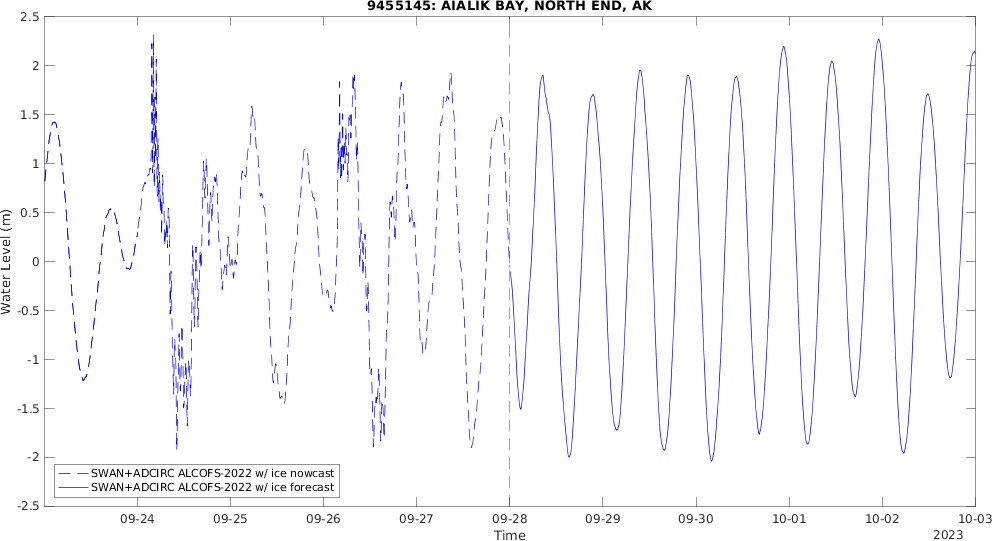 9455145: AIALIK BAY, NORTH END, AK
2.5
2
1.5
1
0.5
0
-0.5
-1
-1.5
-2
-2.5
Water Level (m)
SWAN+ADCIRC ALCOFS-2022 w/ ice nowcast
SWAN+ADCIRC ALCOFS-2022 w/ ice forecast
09-24 09-25 09-26 09-27 09-28 09-29 09-30 10-01 10-02 10-03
Time
2023